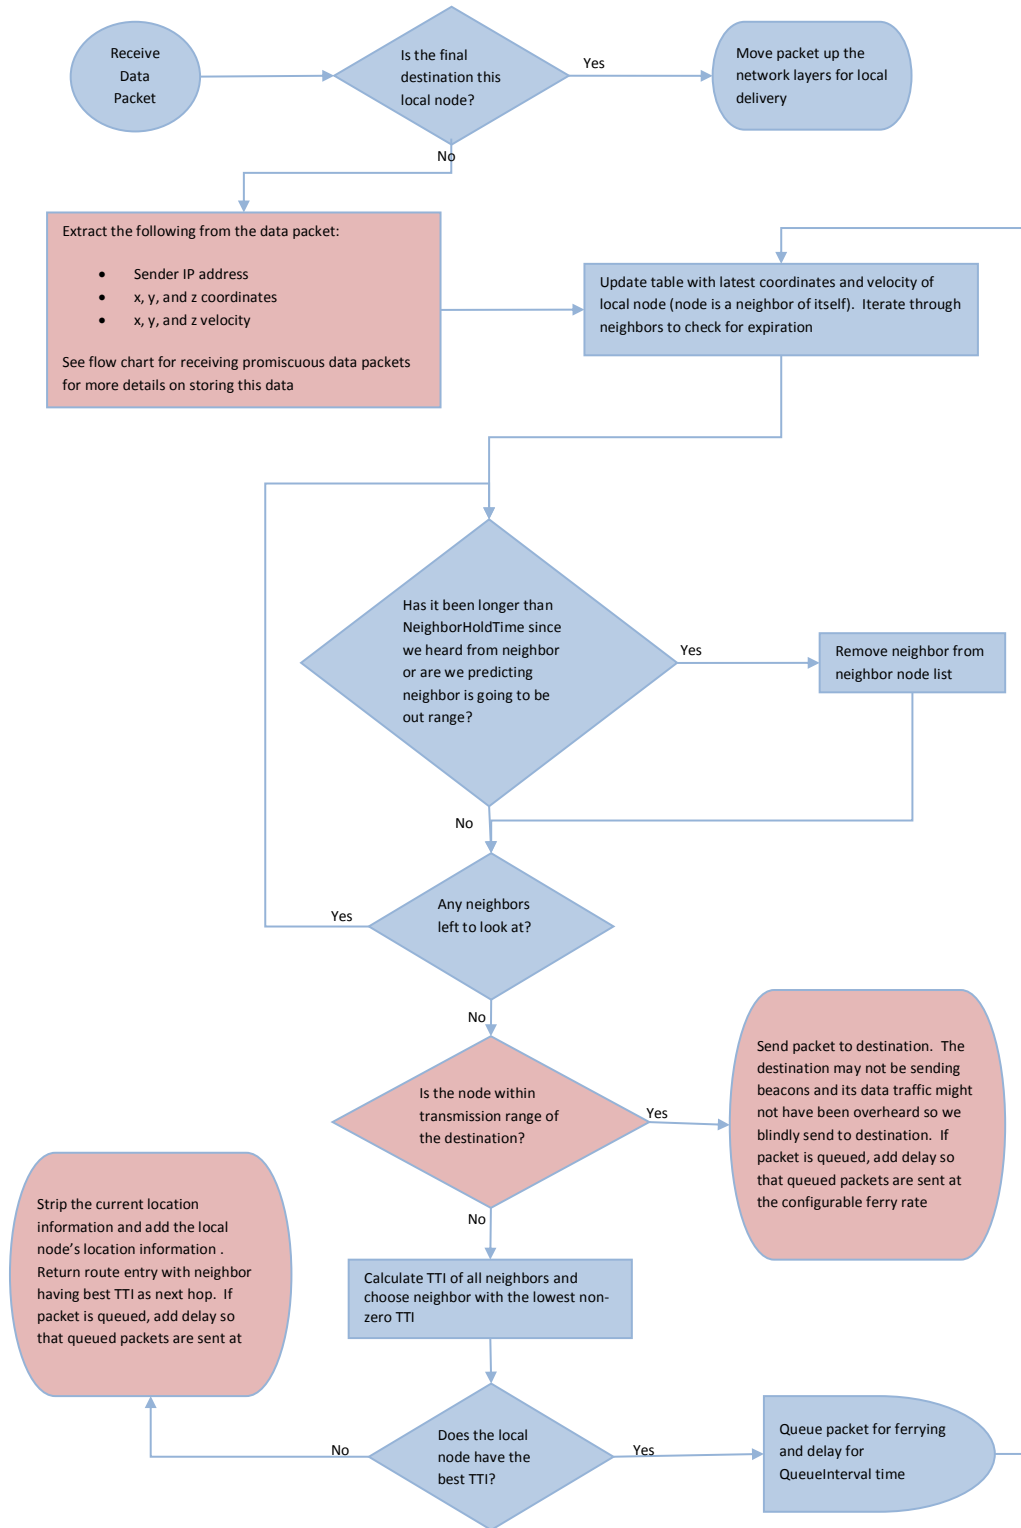 Receive
Data
Packet
Is the final
destination this
local node?
Yes
Move packet up the
network layers for local
delivery
No
Extract the following from the data packet:
• Sender IP address
• x, y, and z coordinates
• x, y, and z velocity
See flow chart for receiving promiscuous data packets
for more details on storing this data
Update table with latest coordinates and velocity of
local node (node is a neighbor of itself).  Iterate through
neighbors to check for expiration
Has it been longer than
NeighborHoldTime since
we heard from neighbor
or are we predicting
neighbor is going to be
out range?
Yes
Remove neighbor from
neighbor node list
No
Any neighbors
left to look at?
Yes
No
Is the node within
transmission range of
the destination?
Yes
Send packet to destination.  The
destination may not be sending
beacons and its data traffic might
not have been overheard so we
blindly send to destination.  If
packet is queued, add delay so
that queued packets are sent at
the configurable ferry rate
No
Strip the current location
information and add the local
node's location information .
Return route entry with neighbor
having best TTI as next hop.  If
packet is queued, add delay so
that queued packets are sent at
Calculate TTI of all neighbors and
choose neighbor with the lowest non-
zero TTI
Does the local
node have the
best TTI?
No
Yes
Queue packet for ferrying
and delay for
QueueInterval time